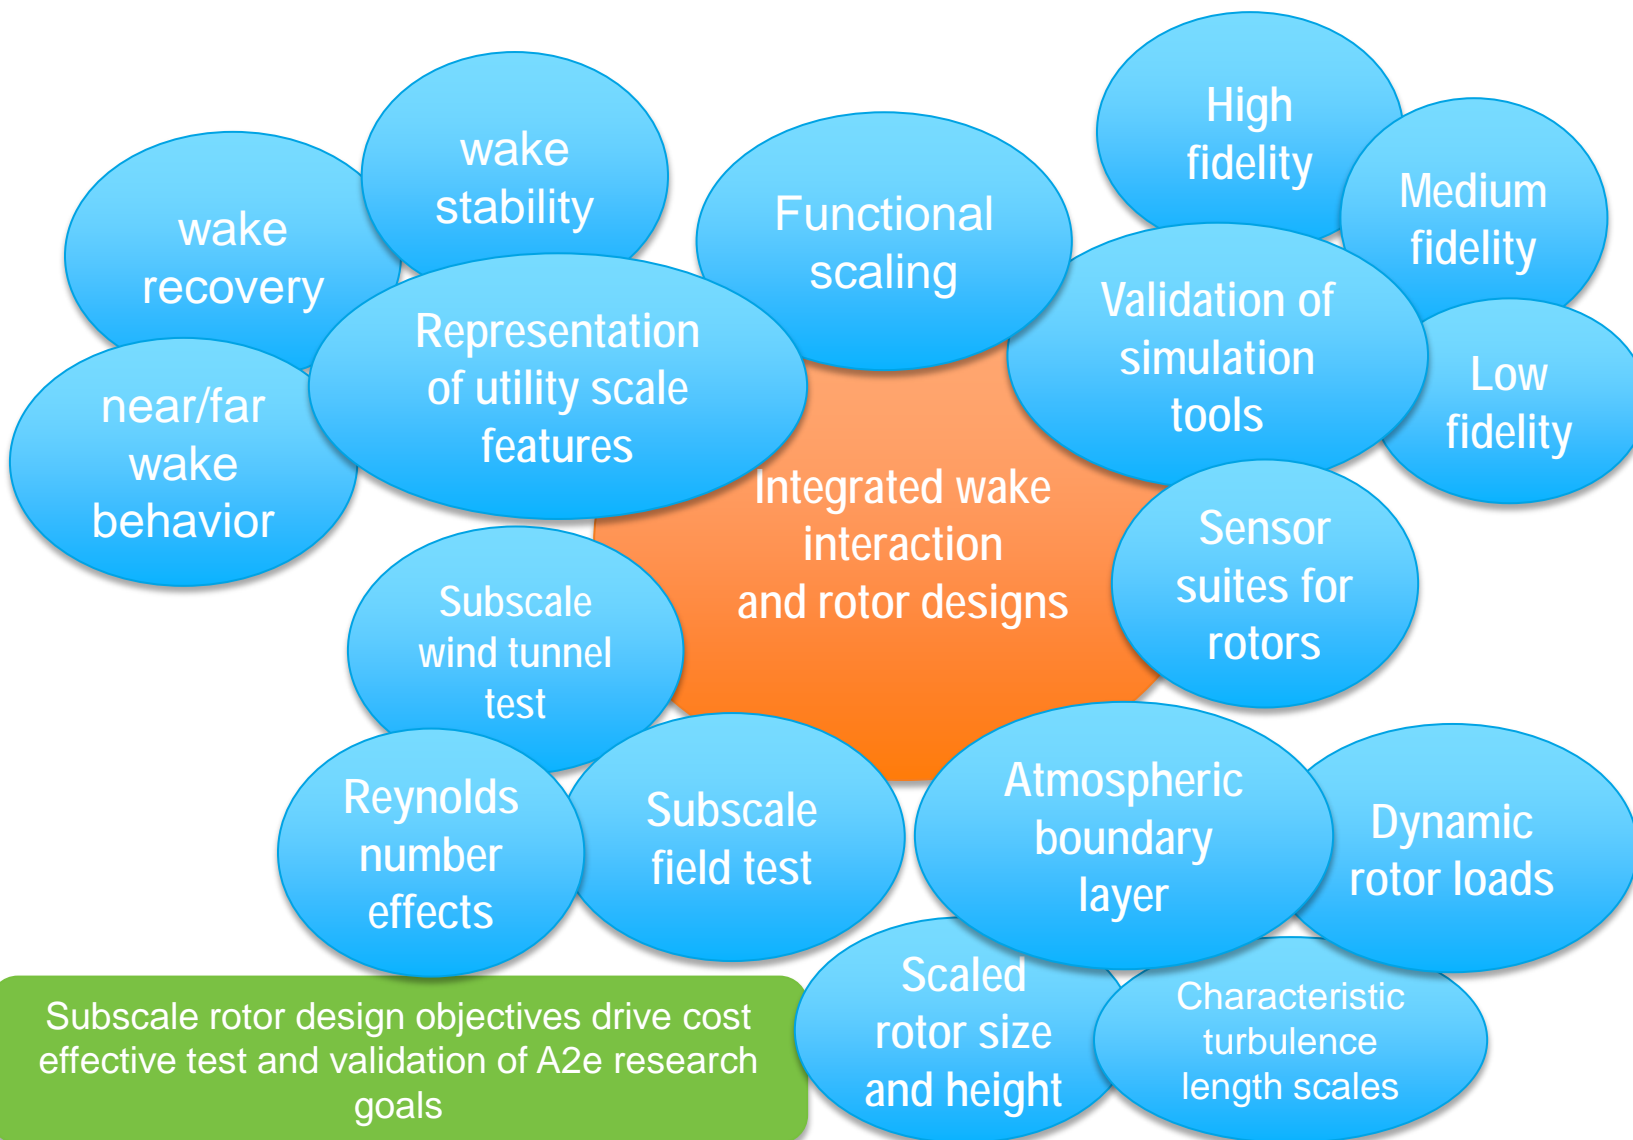 High
fidelity
wake
stability
Medium
fidelity
Functional
scaling
wake
recovery
Validation of
simulation
tools
Representation
of utility scale
features
Low
fidelity
near/far
wake
behavior
Integrated wake
interaction
and rotor designs
Sensor
suites for
rotors
Subscale
wind tunnel
test
Reynolds
number
effects
Subscale
field test
Atmospheric
boundary
layer
Dynamic
rotor loads
Scaled
rotor size
and height
Characteristic
turbulence
length scales
Subscale rotor design objectives drive cost
effective test and validation of A2e research
goals